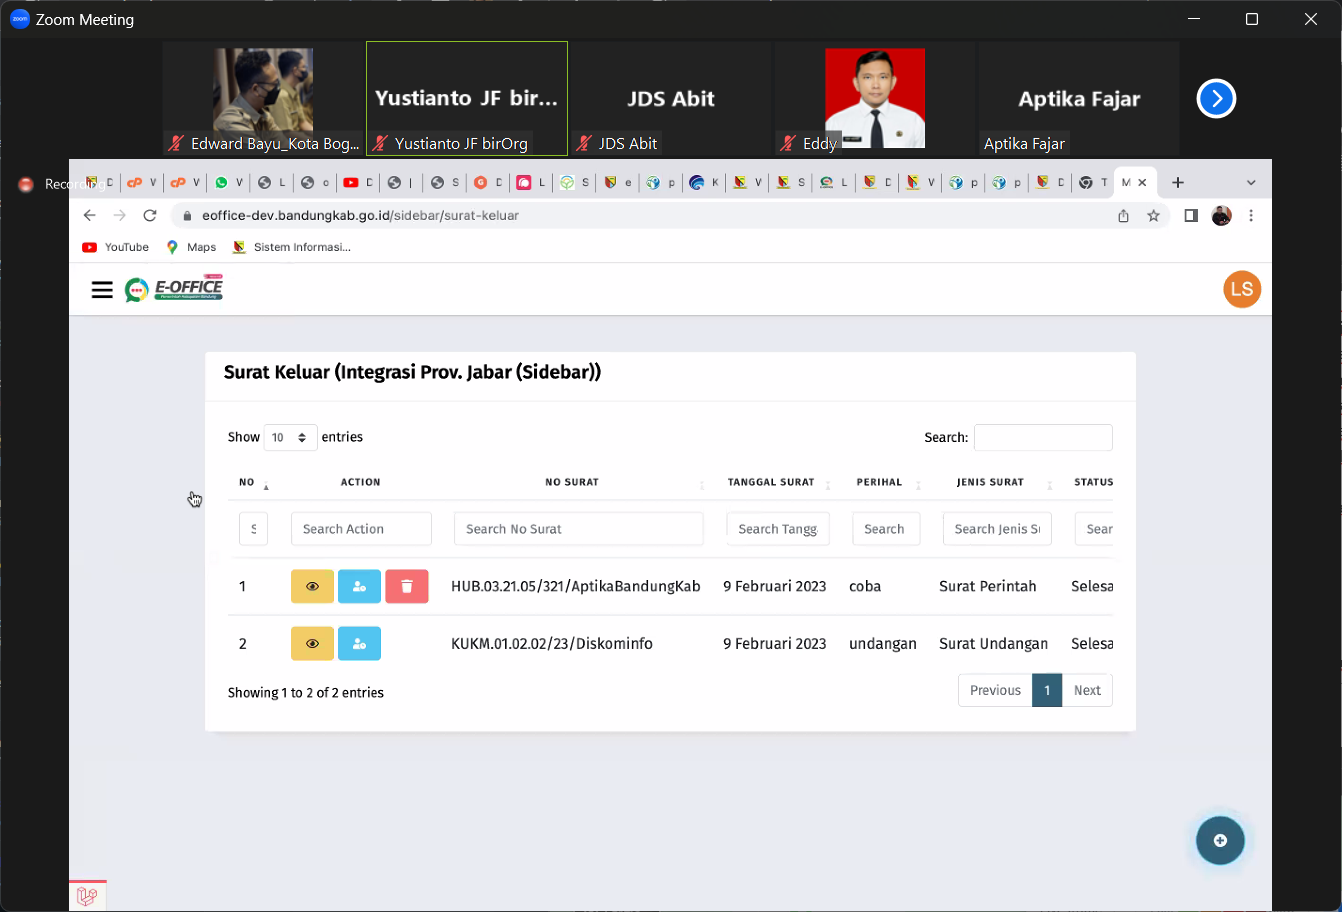 zoom Zoom Meeting
Yustianto JF bir...
JDS Abit
Aptika Fajar
Edward Bayu_Kota Bog...
Yustianto JF birOrg
JDS Abit
Eddy
Aptika Fajar
Recording
eoffice-dev.bandungkab.go.id/sidebar/surat-keluar
YouTube
Maps
Sistem Informasi...
E-OFFICE
LS
Surat Keluar (Integrasi Prov. Jabar (Sidebar))
Show 10 entries
Search:
NO ACTION NO SURAT TANGGAL SURAT PERIHAL JENIS SURAT STATUS
S Search Action Search No Surat Search Tangg Search Search Jenis S Sear
1 HUB.03.21.05/321/AptikaBandungKab 9 Februari 2023 coba Surat Perintah Selesa
2 KUKM.01.02.02/23/Diskominfo 9 Februari 2023 undangan Surat Undangan Selesa
Showing 1 to 2 of 2 entries
Previous 1 Next